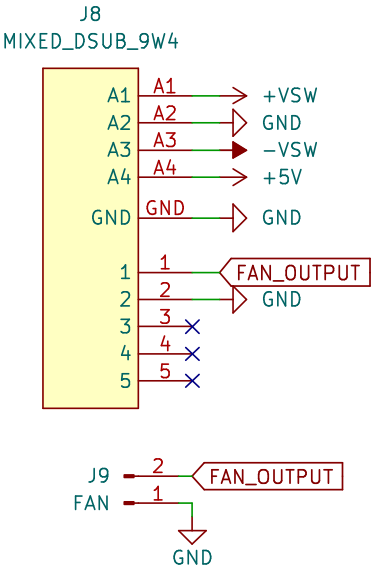 J8
MIXED_DSUB_9W4
A1 A1 +VSW
A2 A2 GND
A3 A3 -VSW
A4 A4 +5V
GND GND GND
1 1 FAN_OUTPUT
2 2 GND
3 3
4 4
5 5
J9 2 FAN_OUTPUT
FAN 1
GND